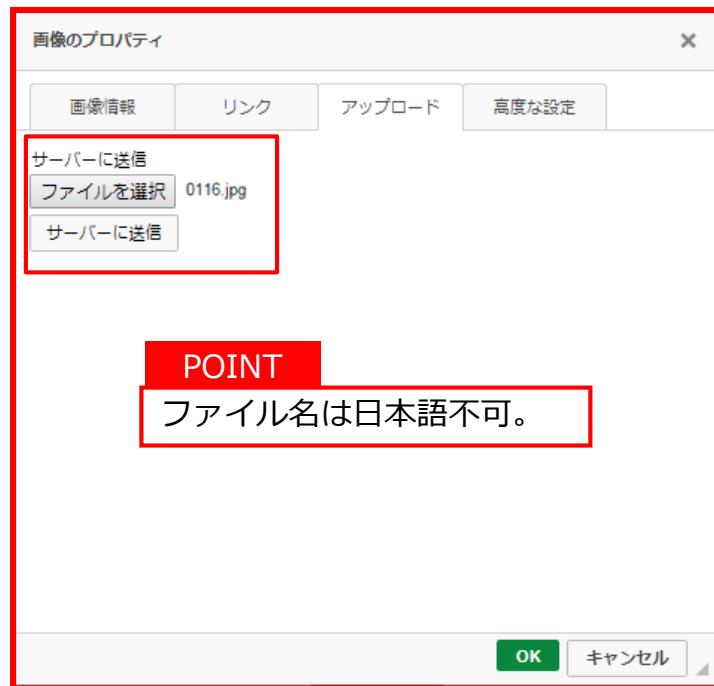 画像のプロパティ
画像情報 リンク アップロード 高度な設定
サーバーに送信
ファイルを選択 0116.jpg
サーバーに送信
POINT
ファイル名は日本語不可。
OK キャンセル